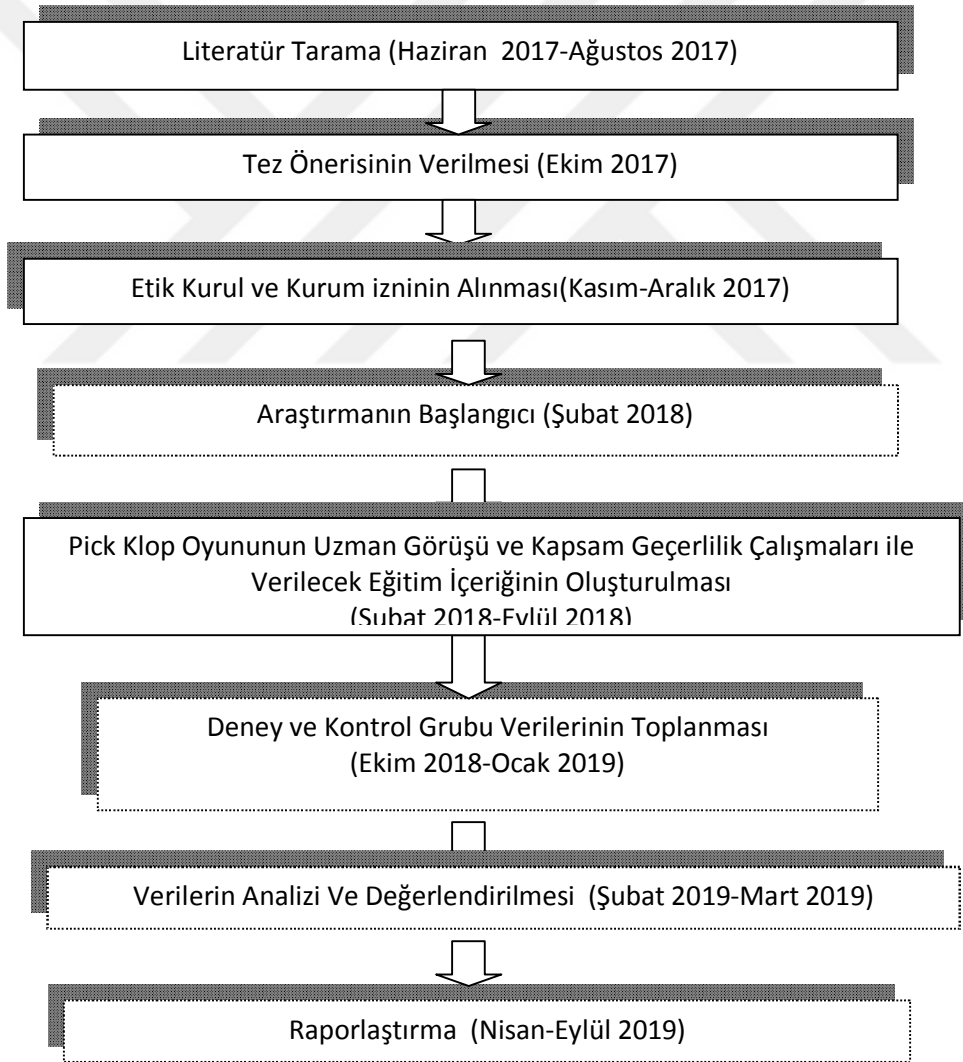 Literatür Tarama (Haziran 2017-Ağustos 2017)
Tez Önerisinin Verilmesi (Ekim 2017)
Etik Kurul ve Kurum izninin Alınması(Kasım-Aralık 2017)
Araştırmanın Başlangıcı (Şubat 2018)
Pick Klop Oyununun Uzman Görüşü ve Kapsam Geçerlilik Çalışmaları ile
Verilecek Eğitim İçeriğinin Oluşturulması
(Şubat 2018-Eylül 2018)
Deney ve Kontrol Grubu Verilerinin Toplanması
(Ekim 2018-Ocak 2019)
Verilerin Analizi Ve Değerlendirilmesi (Şubat 2019-Mart 2019)
Raporlaştırma (Nisan-Eylül 2019)